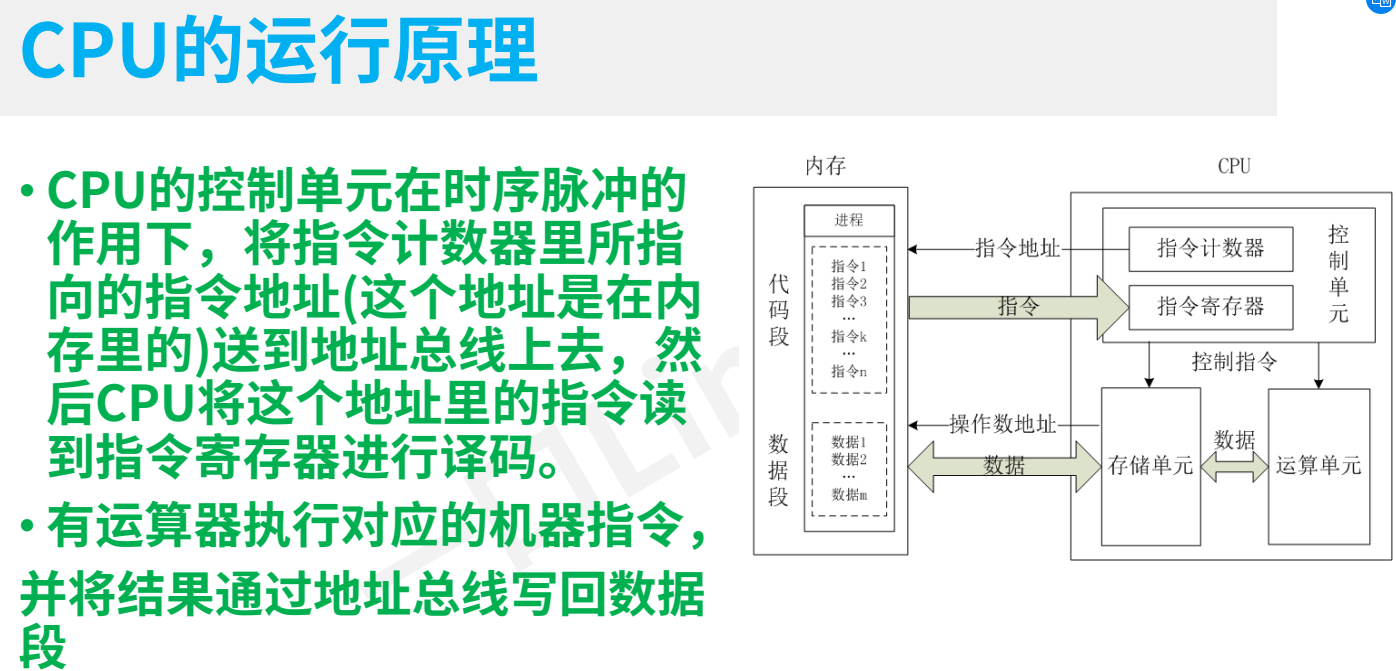 CPU的运行原理
• CPU的控制单元在时序脉冲的
作用下，将指令计数器里所指
向的指令地址(这个地址是在内
存里的)送到地址总线上去，然
后CPU将这个地址里的指令读
到指令寄存器进行译码。
• 有运算器执行对应的机器指令，
并将结果通过地址总线写回数据
段
内存
CPU
进程
代码段
指令1
指令2
指令3
...
指令k
...
指令n
数据段
数据1
数据2
...
数据m
指令地址
指令
操作数地址
数据
指令计数器
指令寄存器
控制单元
控制指令
存储单元
数据
运算单元